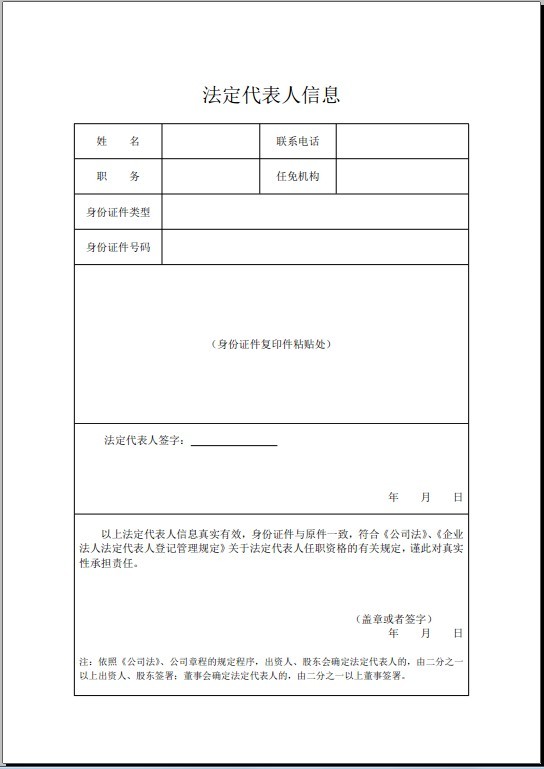 法定代表人信息
姓 名 联系电话
职 务 任免机构
身份证件类型
身份证件号码
（身份证件复印件粘贴处）
法定代表人签字：
年 月 日
以上法定代表人信息真实有效，身份证件与原件一致，符合《公司法》、《企业
法人法定代表人登记管理规定》关于法定代表人任职资格的有关规定，谨此对真实
性承担责任。
（盖章或者签字）
年 月 日
注：依照《公司法》、公司章程的规定程序，出资人、股东会确定法定代表人的，由二分之一
以上出资人、股东签署；董事会确定法定代表人的，由二分之一以上董事签署。